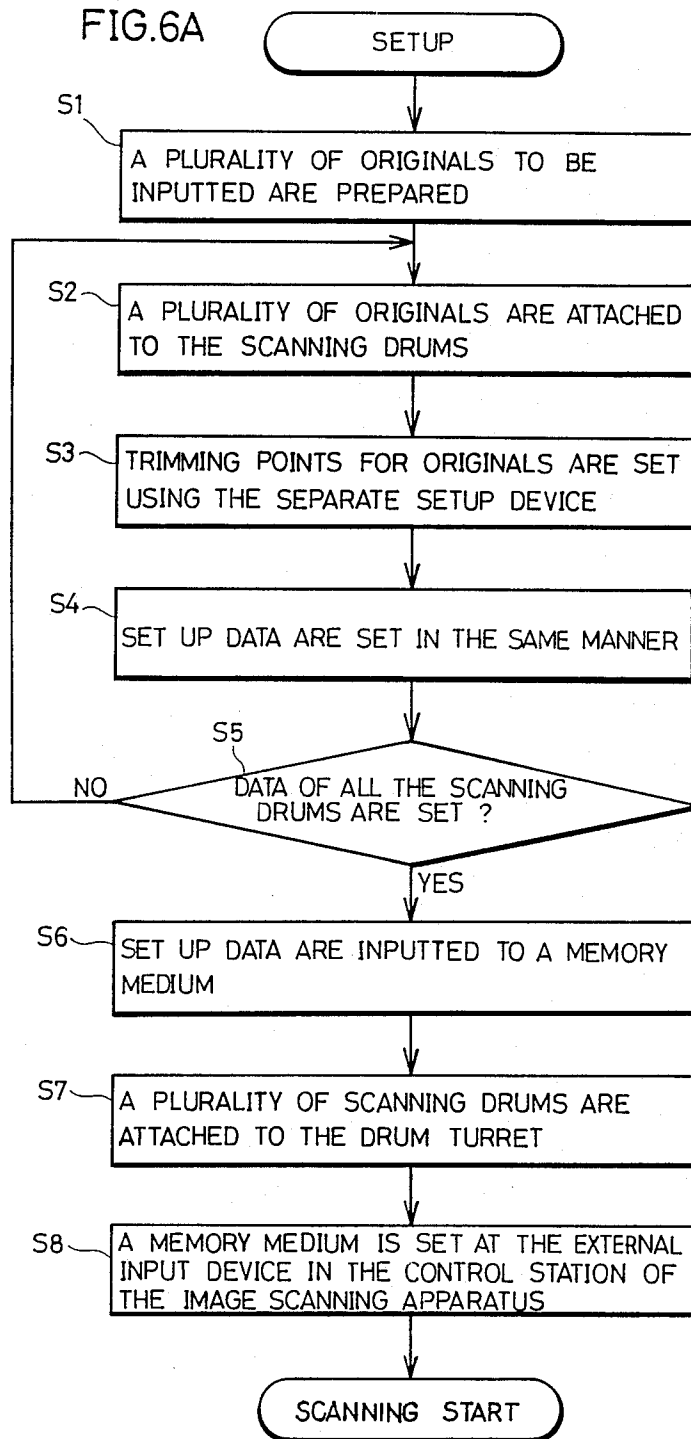 FIG.6A
SETUP
S1
A PLURALITY OF ORIGINALS TO BE
INPUTTED ARE PREPARED
S2
A PLURALITY OF ORIGINALS ARE ATTACHED
TO THE SCANNING DRUMS
S3
TRIMMING POINTS FOR ORIGINALS ARE SET
USING THE SEPARATE SETUP DEVICE
S4
SET UP DATA ARE SET IN THE SAME MANNER
S5
NO
DATA OF ALL THE SCANNING
DRUMS ARE SET ?
YES
S6
SET UP DATA ARE INPUTTED TO A MEMORY
MEDIUM
S7
A PLURALITY OF SCANNING DRUMS ARE
ATTACHED TO THE DRUM TURRET
S8
A MEMORY MEDIUM IS SET AT THE EXTERNAL
INPUT DEVICE IN THE CONTROL STATION OF
THE IMAGE SCANNING APPARATUS
SCANNING START